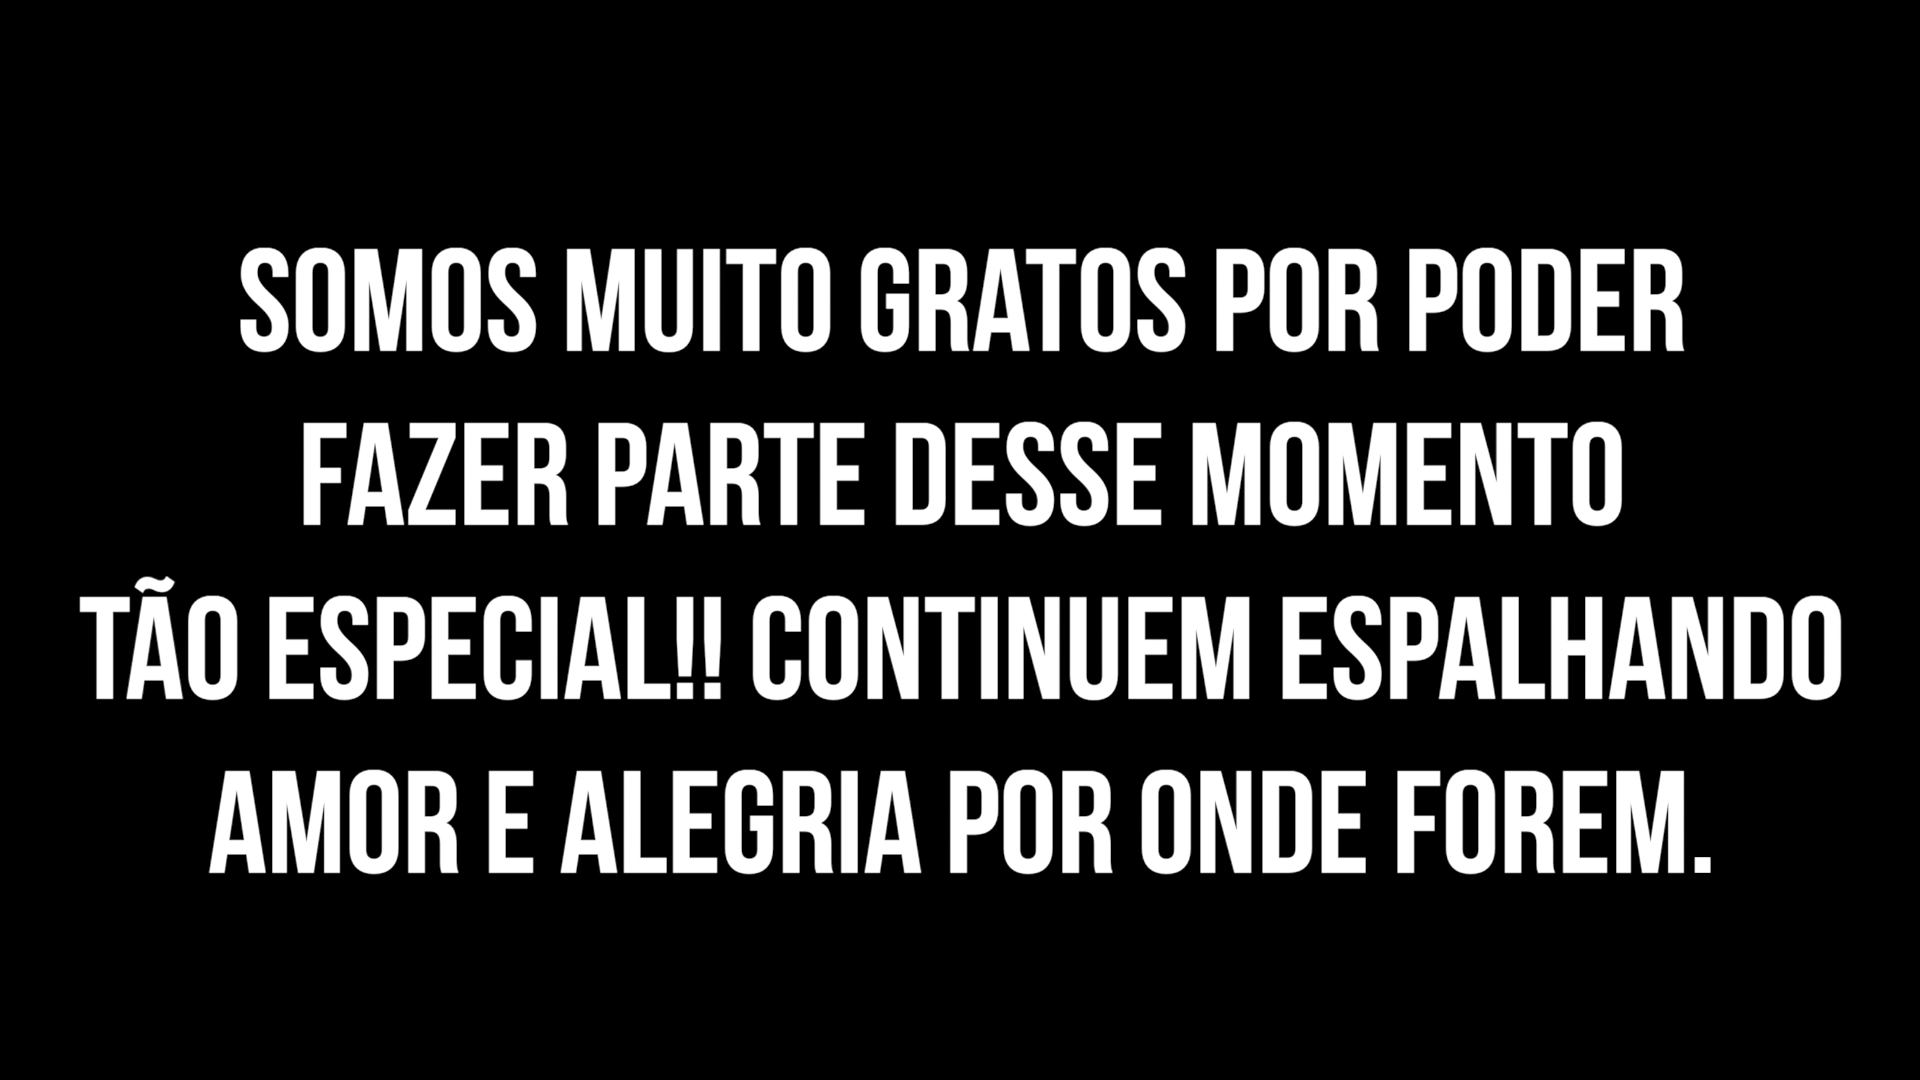 SOMOS MUITO GRATOS POR PODER
FAZER PARTE DESSE MOMENTO
TÃO ESPECIAL!! CONTINUEM ESPALHANDO
AMOR E ALEGRIA POR ONDE FOREM.